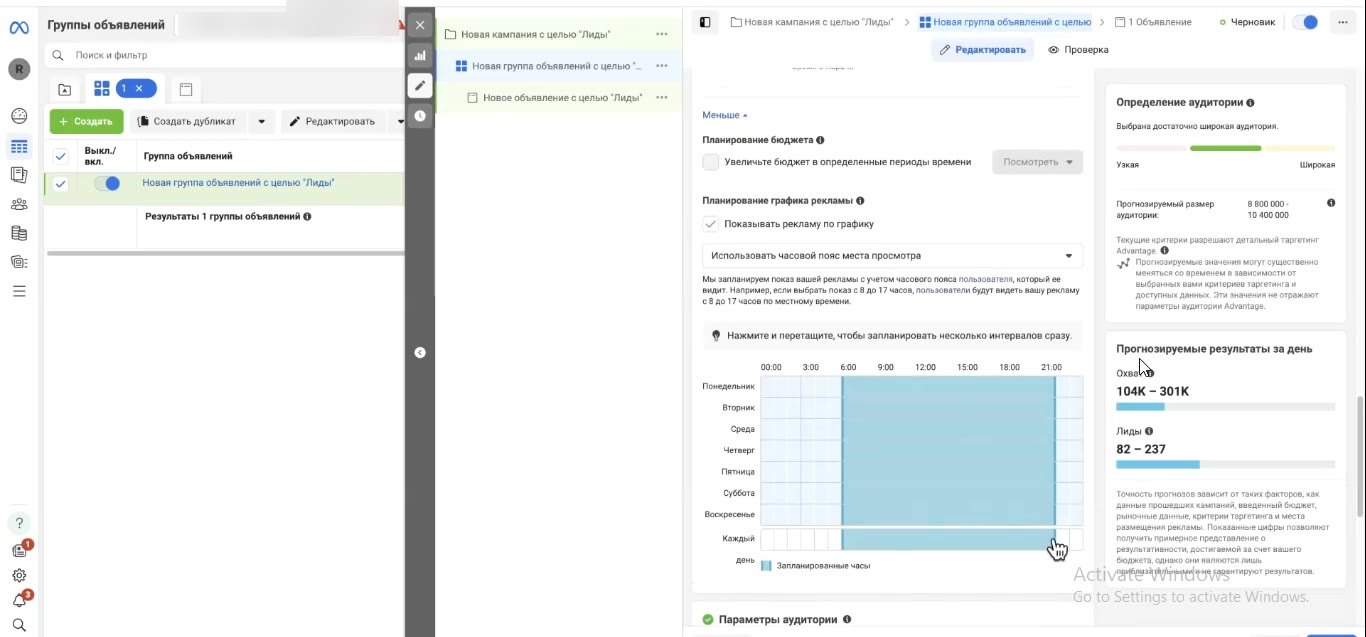 Группы объявлений
Поиск и фильтр
1 ×
+ Создать
Создать дубликат
Редактировать
Выкл./вкл.
Группа объявлений
Новая группа объявлений с целью "Лиды"
Результаты 1 группы объявлений
R
?
1
3
Новая кампания с целью "Лиды"
Новая группа объявлений с целью "...
Новое объявление с целью "Лиды"
Новая кампания с целью "Лиды" > Новая группа объявлений с целью > 1 Объявление
Черновик
Редактировать
Проверка
Меньше
Планирование бюджета
Увеличьте бюджет в определенные периоды времени
Посмотреть
Планирование графика рекламы
Показывать рекламу по графику
Использовать часовой пояс места просмотра
Мы запланируем показ вашей рекламы с учетом часового пояса пользователя, который ее
видит. Например, если выбрать показ с 8 до 17 часов, пользователи будут видеть вашу рекламу
с 8 до 17 часов по местному времени.
Нажмите и перетащите, чтобы запланировать несколько интервалов сразу.
00:00 3:00 6:00 9:00 12:00 15:00 18:00 21:00
Понедельник
Вторник
Среда
Четверг
Пятница
Суббота
Воскресенье
Каждый
день
Запланированные часы
Параметры аудитории
Определение аудитории
Выбрана достаточно широкая аудитория.
Узкая Широкая
Прогнозируемый размер 8 800 000 -
аудитории: 10 400 000
Текущие критерии разрешают детальный таргетинг
Advantage.
Прогнозируемые значения могут существенно
меняться со временем в зависимости от
выбранных вами критериев таргетинга и
доступных данных. Эти значения не отражают
параметры аудитории Advantage.
Прогнозируемые результаты за день
104K – 301K
Лиды
82 – 237
Точность прогнозов зависит от таких факторов, как
данные прошедших кампаний, введенный бюджет,
рыночные данные, критерии таргетинга и места
размещения рекламы. Показанные цифры позволяют
получить примерное представление о
результативности, достигаемой за счет вашего
бюджета, однако они являются лишь
приблизительными и не гарантируют результатов.
Activate Windows
Go to Settings to activate Windows.